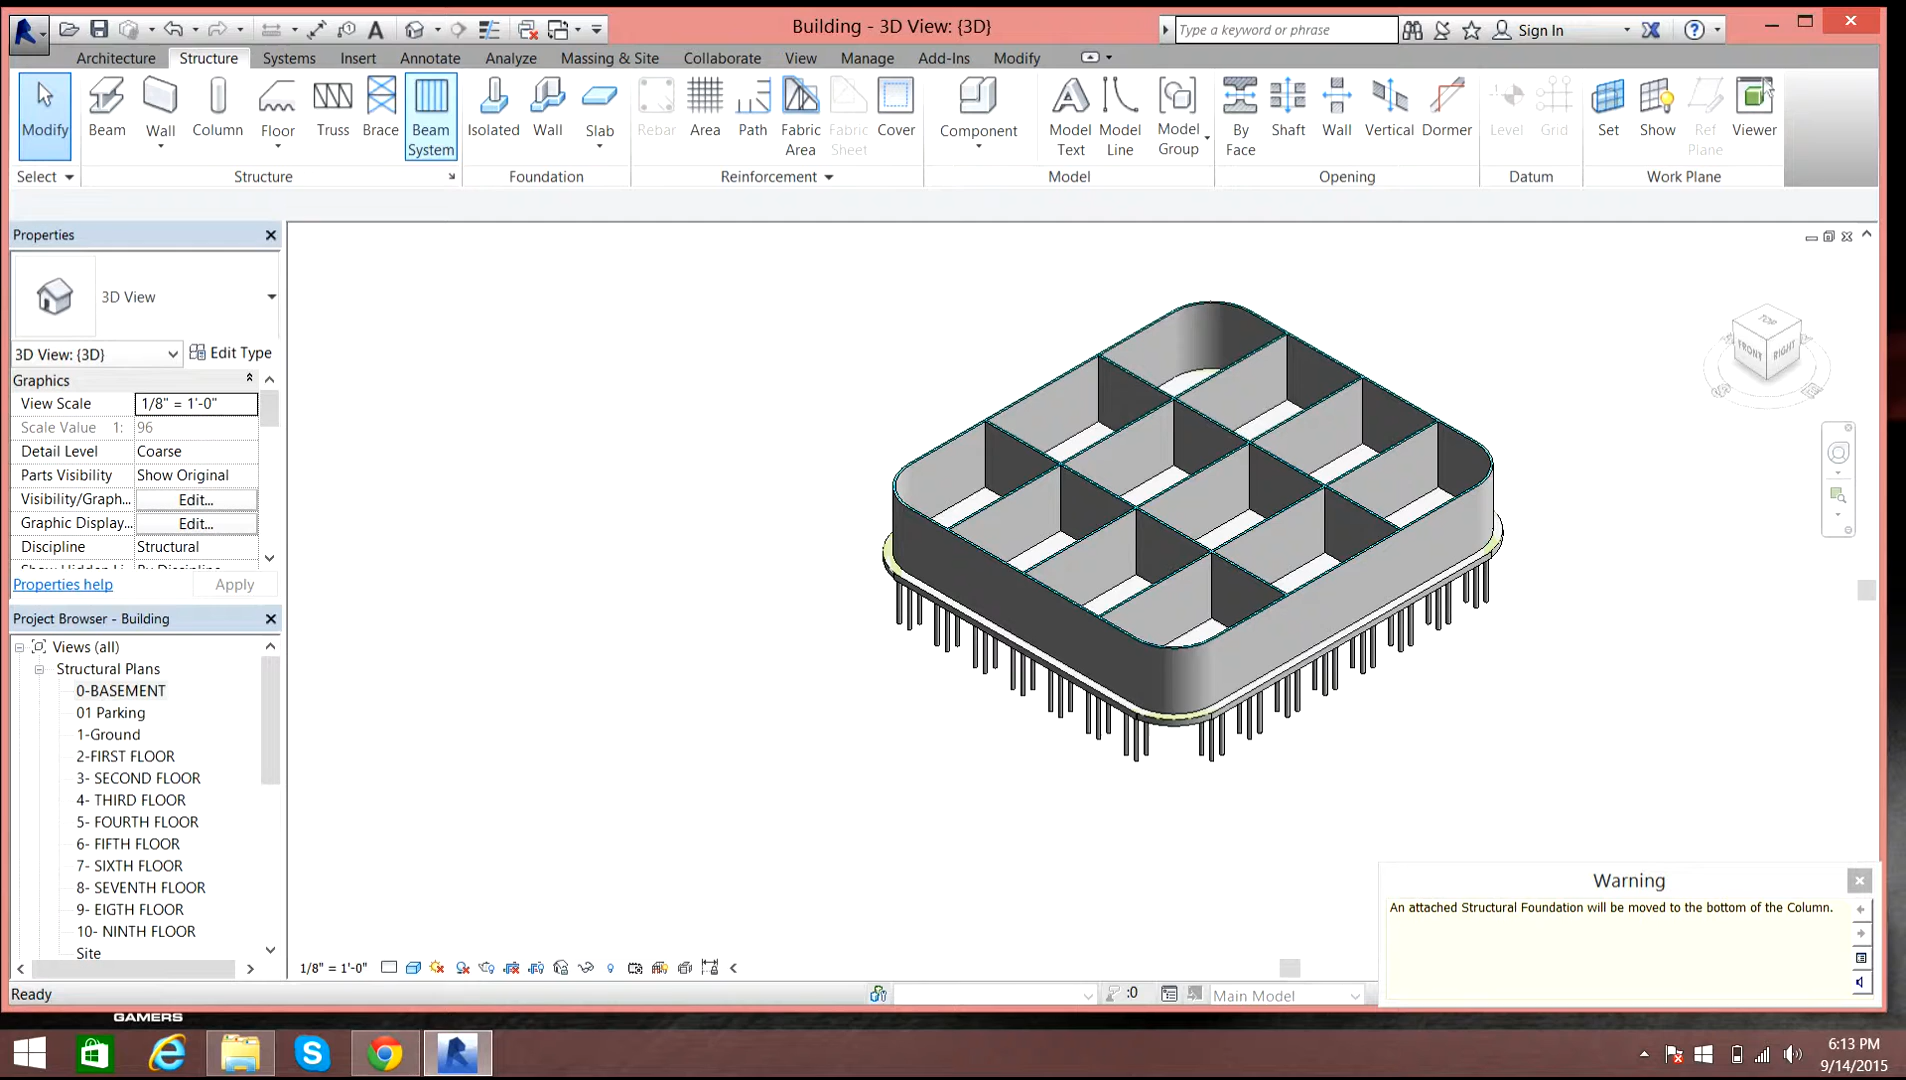 Building - 3D View: {3D}
Type a keyword or phrase
Sign In
Architecture Structure Systems Insert Annotate Analyze Massing & Site Collaborate View Manage Add-Ins Modify
Modify Beam Wall Column Floor Truss Brace Beam System Isolated Wall Slab Rebar Area Path Fabric Area Fabric Sheet Cover Component Model Text Model Line Model Group By Face Shaft Wall Vertical Dormer Level Grid Set Show Ref Plane Viewer
Select Structure Foundation Reinforcement Model Opening Datum Work Plane
Properties
3D View
3D View: {3D} Edit Type
Graphics
View Scale 1/8" = 1'-0"
Scale Value 1: 96
Detail Level Coarse
Parts Visibility Show Original
Visibility/Graph... Edit...
Graphic Display... Edit...
Discipline Structural
Properties help Apply
Project Browser - Building
Views (all)
Structural Plans
0-BASEMENT
01 Parking
1-Ground
2-FIRST FLOOR
3- SECOND FLOOR
4- THIRD FLOOR
5- FOURTH FLOOR
6- FIFTH FLOOR
7- SIXTH FLOOR
8- SEVENTH FLOOR
9- EIGTH FLOOR
10- NINTH FLOOR
Site
TOP
FRONT RIGHT
Warning
An attached Structural Foundation will be moved to the bottom of the Column.
1/8" = 1'-0"
Ready
:0
Main Model
GAMERS
6:13 PM
9/14/2015